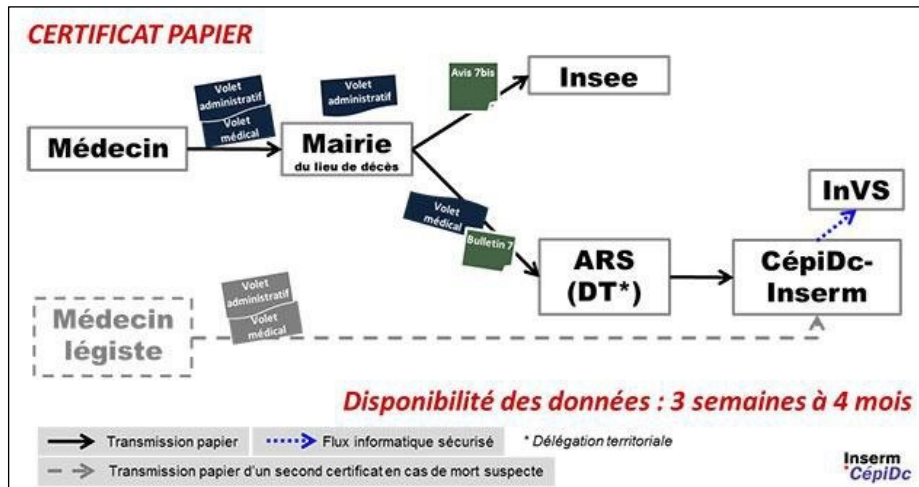 CERTIFICAT PAPIER
Volet
administratif
Volet
médical
Volet
administratif
Avis 7bis
Insee
Médecin
Mairie
du lieu de décès
InVS
Volet
médical
Bulletin 7
ARS
(DT*)
CépiDc-
Inserm
Volet
administratif
Volet
médical
Médecin
légiste
Disponibilité des données : 3 semaines à 4 mois
Transmission papier
Flux informatique sécurisé
* Délégation territoriale
Transmission papier d'un second certificat en cas de mort suspecte
Inserm
CépiDc